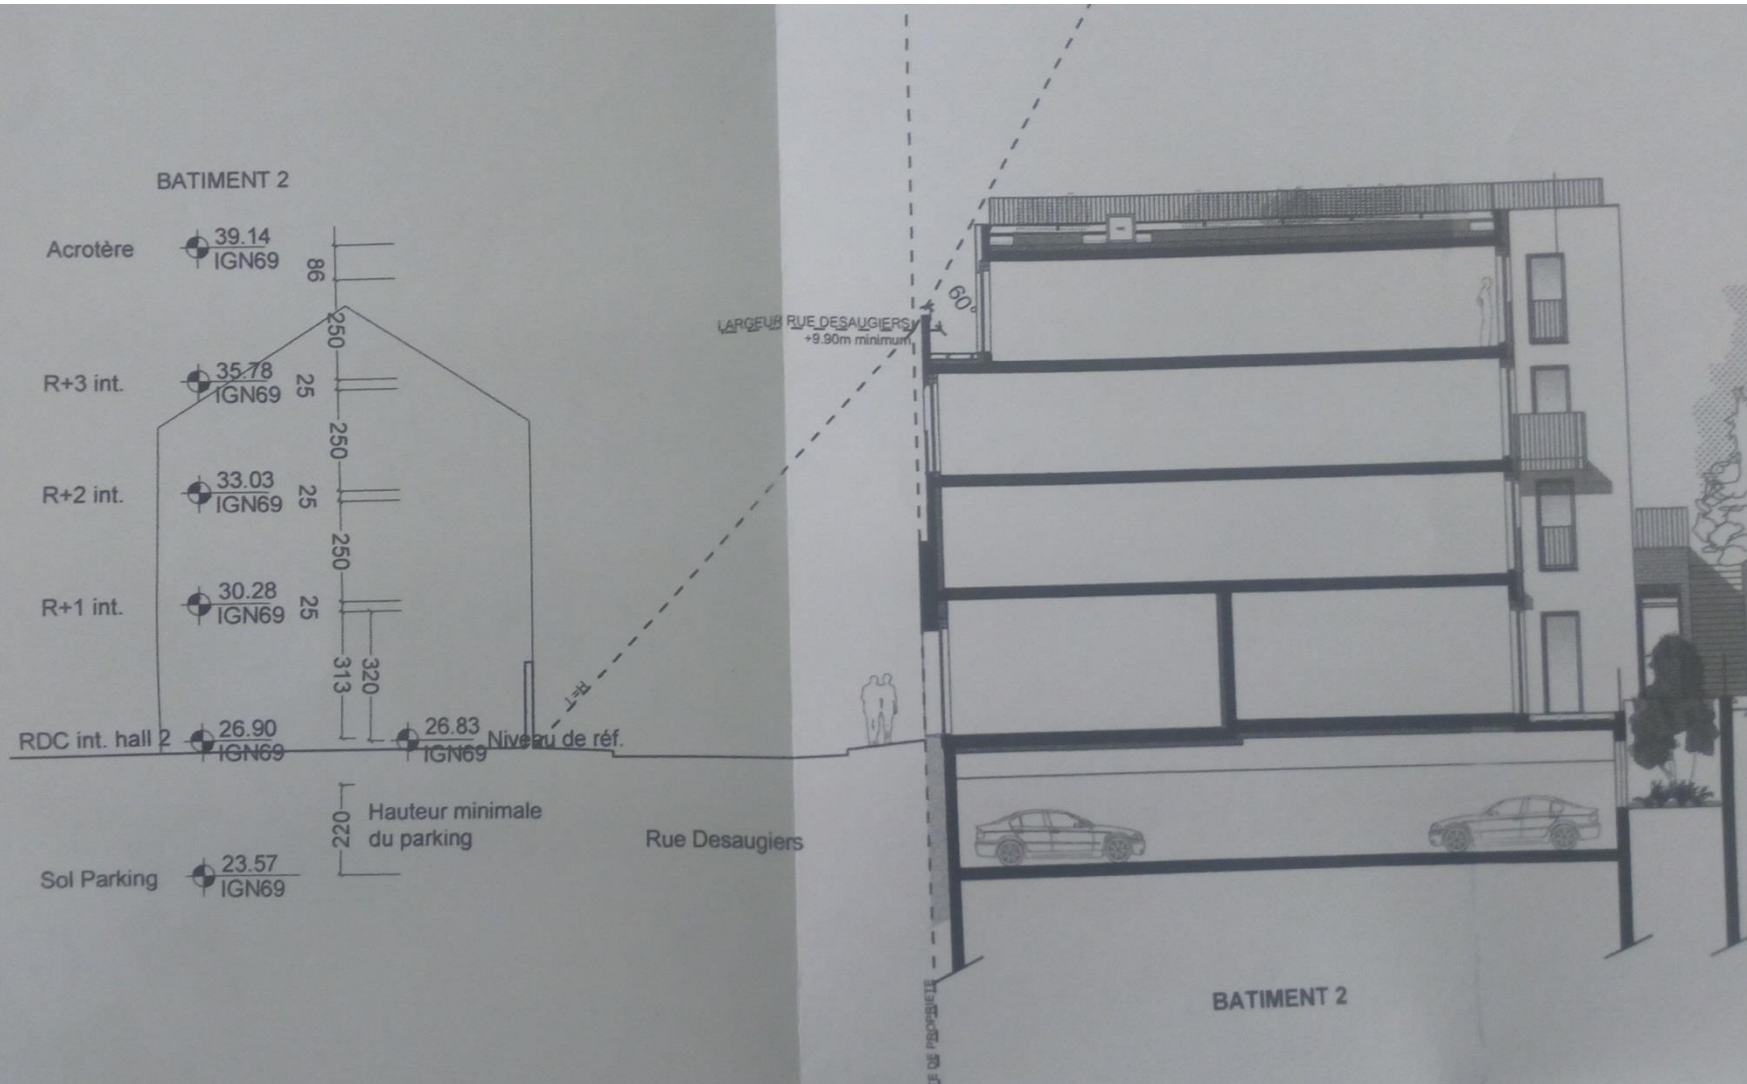 BATIMENT 2
Acrotère
39.14
IGN69
86
250
LARGEUR RUE DESAUGIERS
+9.90m minimum
60°
R+3 int.
35.78
IGN69
25
250
R+2 int.
33.03
IGN69
25
250
R+1 int.
30.28
IGN69
25
313
320
H=L
RDC int. hall 2
26.90
IGN69
26.83
IGN69
Niveau de réf.
220
Hauteur minimale
du parking
Rue Desaugiers
Sol Parking
23.57
IGN69
BATIMENT 2
DE PROPRIETE